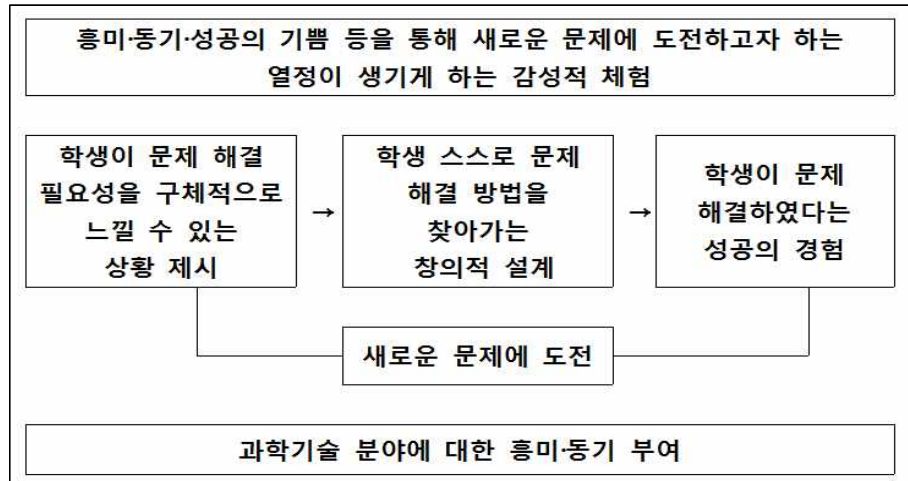 흥미·동기·성공의 기쁨 등을 통해 새로운 문제에 도전하고자 하는
열정이 생기게 하는 감성적 체험
학생이 문제 해결
필요성을 구체적으로
느낄 수 있는
상황 제시
→
학생 스스로 문제
해결 방법을
찾아가는
창의적 설계
→
학생이 문제
해결하였다는
성공의 경험
새로운 문제에 도전
과학기술 분야에 대한 흥미·동기 부여